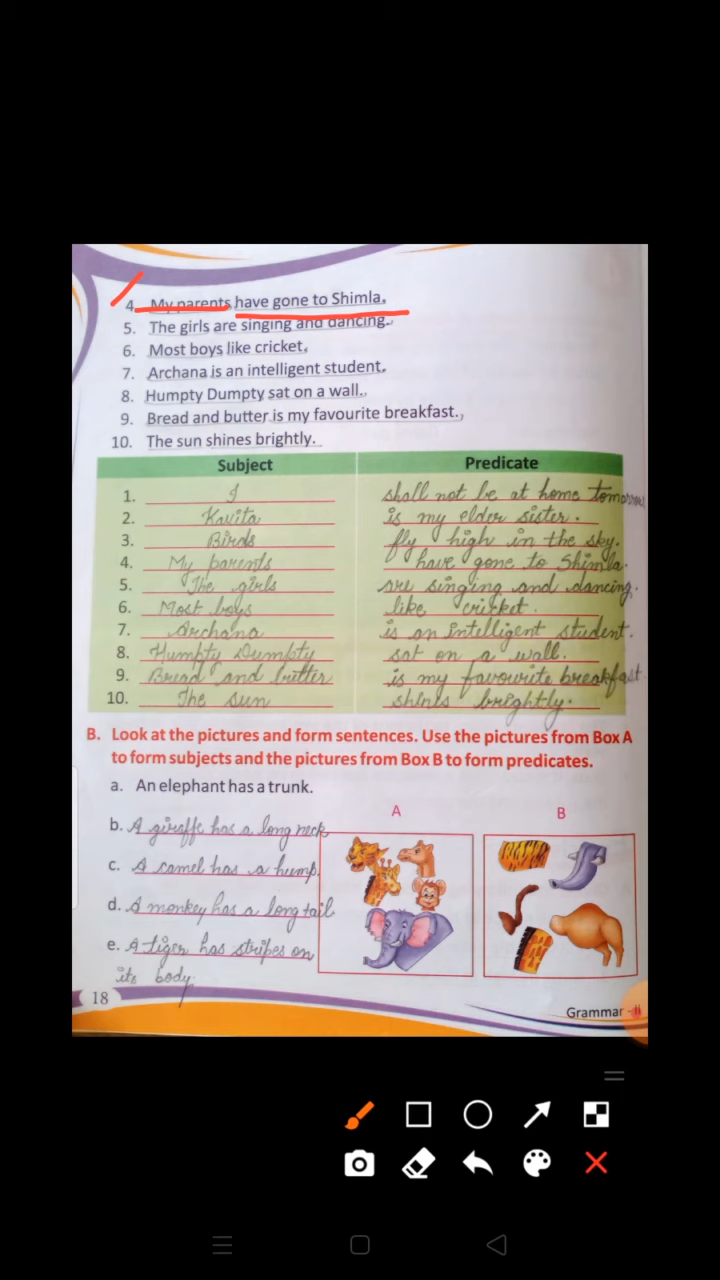 4. My parents have gone to Shimla.
5. The girls are singing and dancing.
6. Most boys like cricket.
7. Archana is an intelligent student.
8. Humpty Dumpty sat on a wall.
9. Bread and butter is my favourite breakfast.
10. The sun shines brightly.
Subject Predicate
1. I shall not be at home tomorrow
2. Kavita is my elder sister.
3. Birds fly high in the sky.
4. My parents have gone to Shimla.
5. The girls are singing and dancing.
6. Most boys like cricket.
7. Archana is an intelligent student.
8. Humpty Dumpty sat on a wall.
9. Bread and butter is my favourite breakfast
10. The sun shines brightly.
B. Look at the pictures and form sentences. Use the pictures from Box A
to form subjects and the pictures from Box B to form predicates.
a. An elephant has a trunk.
A B
b. A giraffe has a long neck
c. A camel has a hump.
d. A monkey has a long tail
e. A tiger has stripes on
its body.
18
Grammar